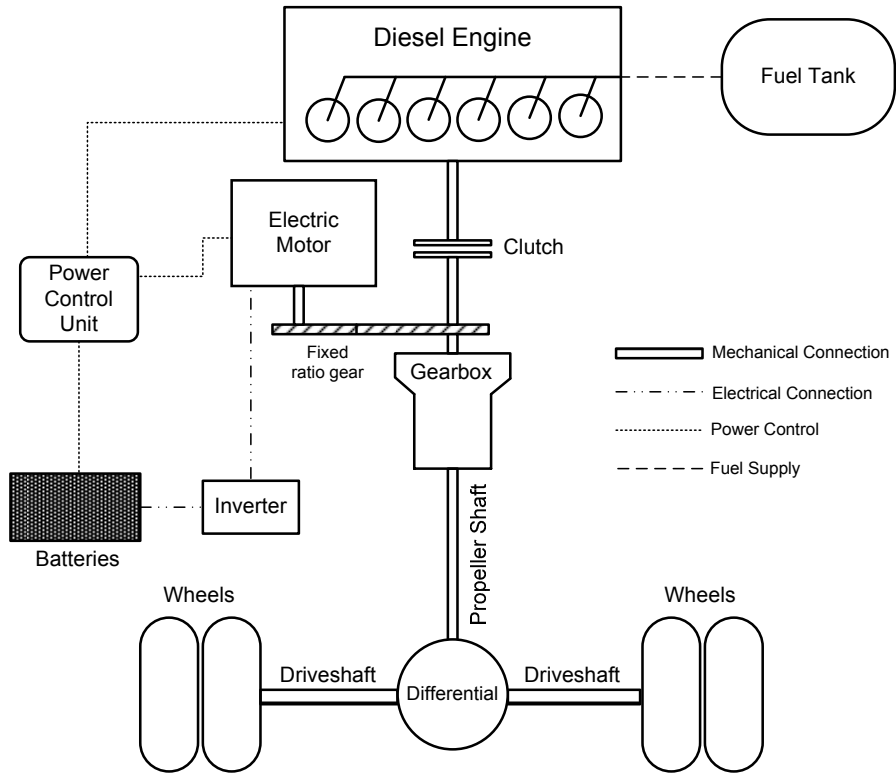 Diesel Engine
Fuel Tank
Electric
Motor
Clutch
Power
Control
Unit
Fixed
ratio gear
Gearbox
Mechanical Connection
Electrical Connection
Power Control
Fuel Supply
Inverter
Batteries
Propeller Shaft
Wheels
Wheels
Driveshaft
Differential
Driveshaft